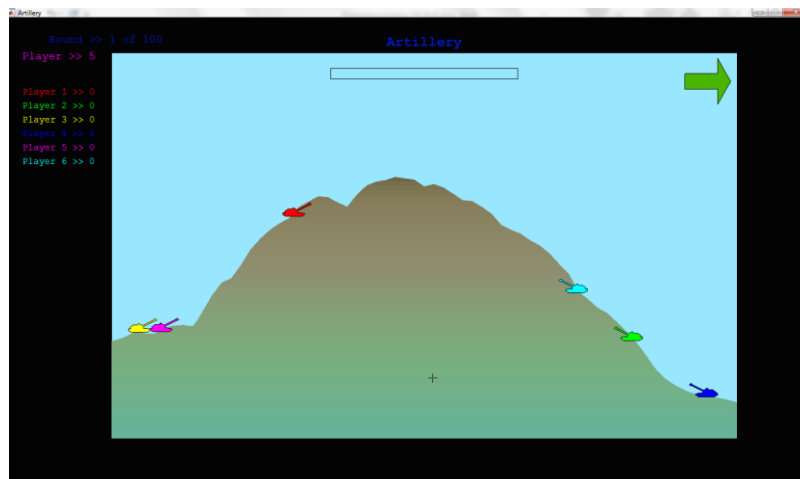 Artillery
Round >> 1 of 100
Artillery
Player >> 5
Player 1 >> 0
Player 2 >> 0
Player 3 >> 0
Player 4 >> 0
Player 5 >> 0
Player 6 >> 0